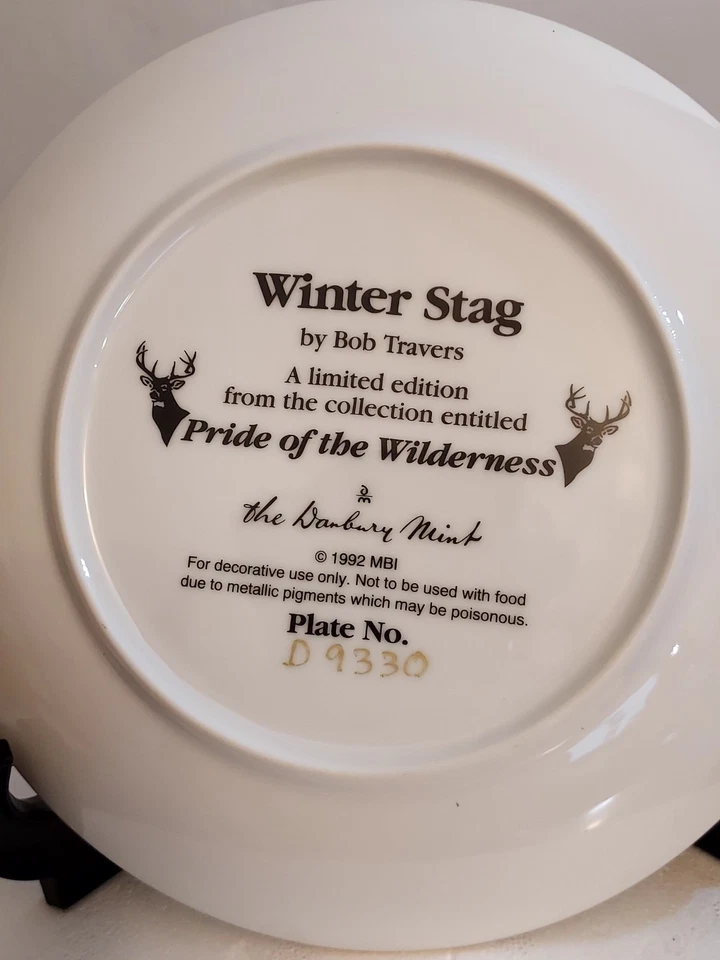 Winter Stag
by Bob Travers
A limited edition
from the collection entitled
Pride of the Wilderness
DM
the Danbury Mint
© 1992 MBI
For decorative use only. Not to be used with food
due to metallic pigments which may be poisonous.
Plate No.
D 9330